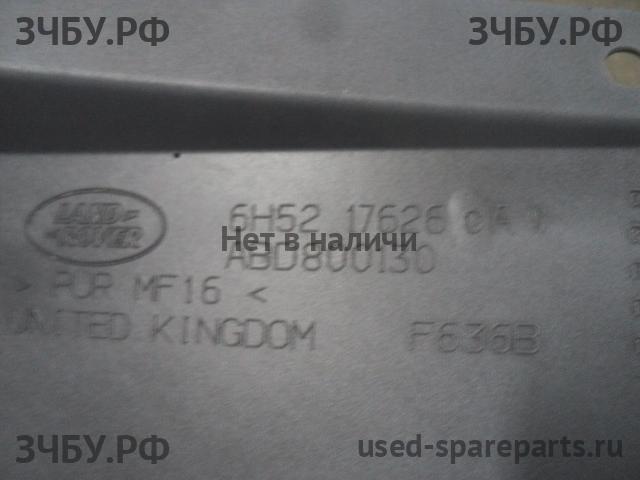 ЗЧБУ.РФ ЗЧБУ.РФ
LAND ROVER
6H52 17626
Нет в наличи
ABD800130
> PUR MF16 <
UNITED KINGDOM F636B
ЗЧБУ.РФ used-spareparts.ru